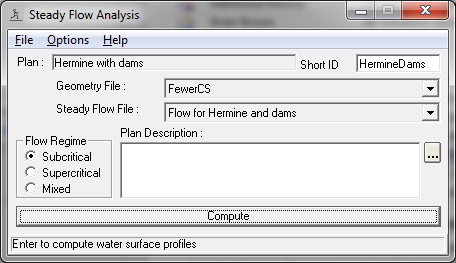 Steady Flow Analysis
File Options Help
Plan : Hermine with dams Short ID HermineDams
Geometry File : FewerCS
Steady Flow File : Flow for Hermine and dams
Flow Regime Plan Description :
Subcritical ...
Supercritical
Mixed
Compute
Enter to compute water surface profiles